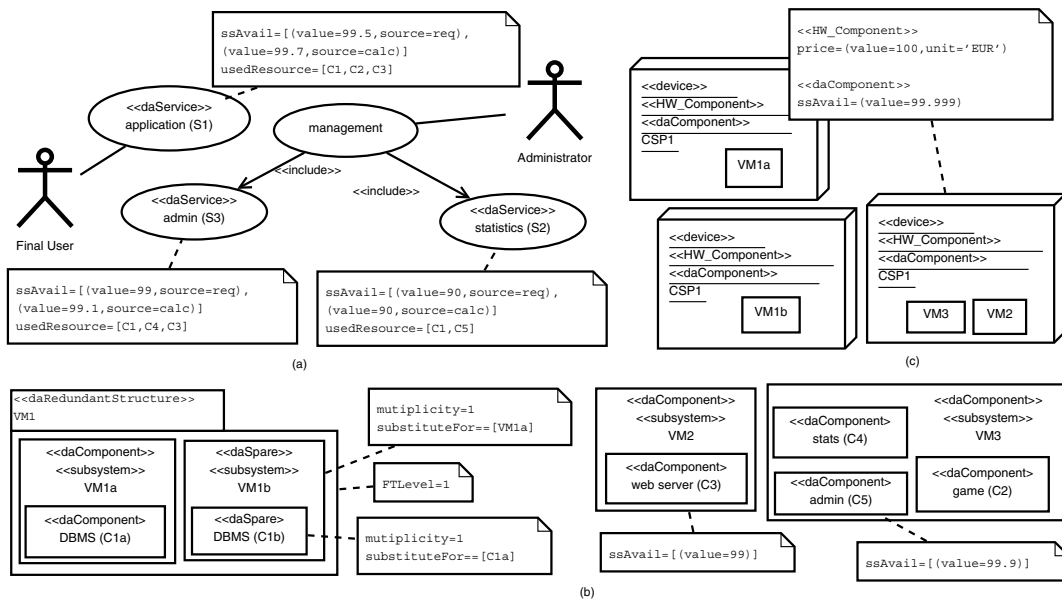 ssAvail=[(value=99.5,source=req),
(value=99.7,source=calc)]
usedResource=[C1,C2,C3]
<<daService>>
application (S1)
management
Administrator
<<include>>
<<include>>
Final User
<<daService>>
admin (S3)
<<daService>>
statistics (S2)
ssAvail=[(value=99,source=req),
(value=99.1,source=calc)]
usedResource=[C1,C4,C3]
ssAvail=[(value=90,source=req),
(value=90,source=calc)]
usedResource=[C1,C5]
(a)
<<HW_Component>>
price=(value=100,unit='EUR')
<<daComponent>>
ssAvail=(value=99.999)
<<device>>
<<HW_Component>>
<<daComponent>>
CSP1
VM1a
<<device>>
<<HW_Component>>
<<daComponent>>
CSP1
VM1b
<<device>>
<<HW_Component>>
<<daComponent>>
CSP1
VM3
VM2
(c)
<<daRedundantStructure>>
VM1
<<daComponent>>
<<subsystem>>
VM1a
<<daComponent>
DBMS (C1a)
<<daSpare>>
<<subsystem>>
VM1b
<<daSpare>
DBMS (C1b)
mutiplicity=1
substituteFor==[VM1a]
FTLevel=1
mutiplicity=1
substituteFor==[C1a]
<<daComponent>>
<<subsystem>>
VM2
<<daComponent>
web server (C3)
ssAvail=[(value=99)]
<<daComponent>>
stats (C4)
<<daComponent>
admin (C5)
<<daComponent>>
<<subsystem>>
VM3
<<daComponent>
game (C2)
ssAvail=[(value=99.9)]
(b)